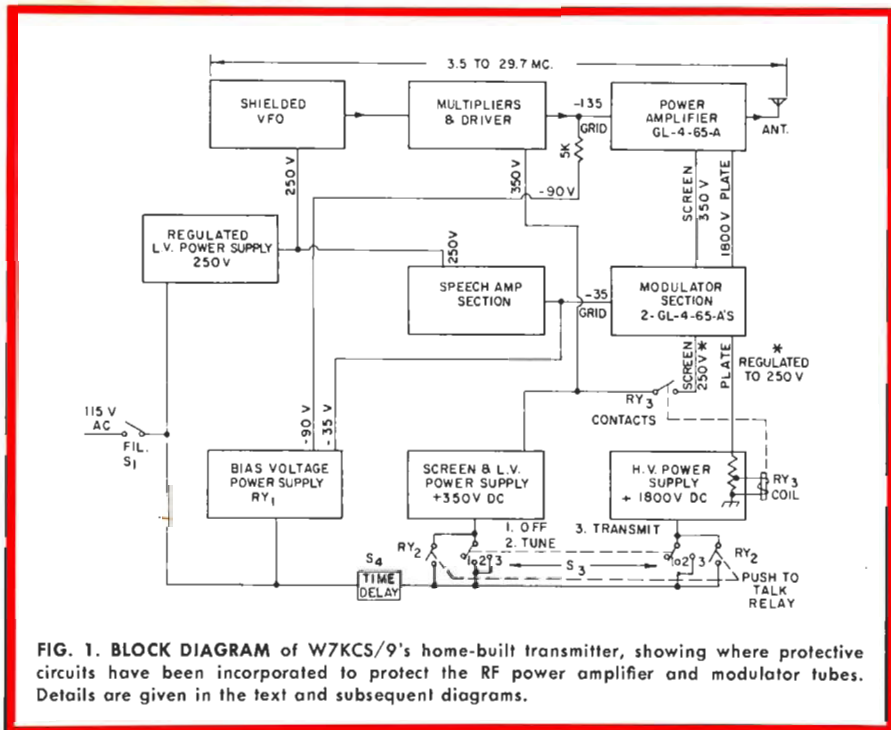 3.5 TO 29.7 MC.
SHIELDED
VFO
MULTIPLIERS
& DRIVER
-135
GRID
POWER
AMPLIFIER
GL-4-65-A
ANT.
250 V
350 V
5K
-90V
SCREEN
350 V
1800V PLATE
REGULATED
L.V. POWER SUPPLY
250V
250V
SPEECH AMP
SECTION
-35
GRID
MODULATOR
SECTION
2-GL-4-65-A'S
SCREEN
250V*
PLATE
*
REGULATED
TO 250 V
RY3
CONTACTS
115 V
AC
FIL.
S1
-90 V
-35 V
BIAS VOLTAGE
POWER SUPPLY
RY1
SCREEN & L.V.
POWER SUPPLY
+350V DC
H.V. POWER
SUPPLY
+ 1800V DC
RY3
COIL
1. OFF
2. TUNE
3. TRANSMIT
S4
TIME
DELAY
RY2
1 2 3
S3
1 2 3
RY2
PUSH TO
TALK
RELAY
FIG. 1. BLOCK DIAGRAM of W7KCS/9's home-built transmitter, showing where protective
circuits have been incorporated to protect the RF power amplifier and modulator tubes.
Details are given in the text and subsequent diagrams.